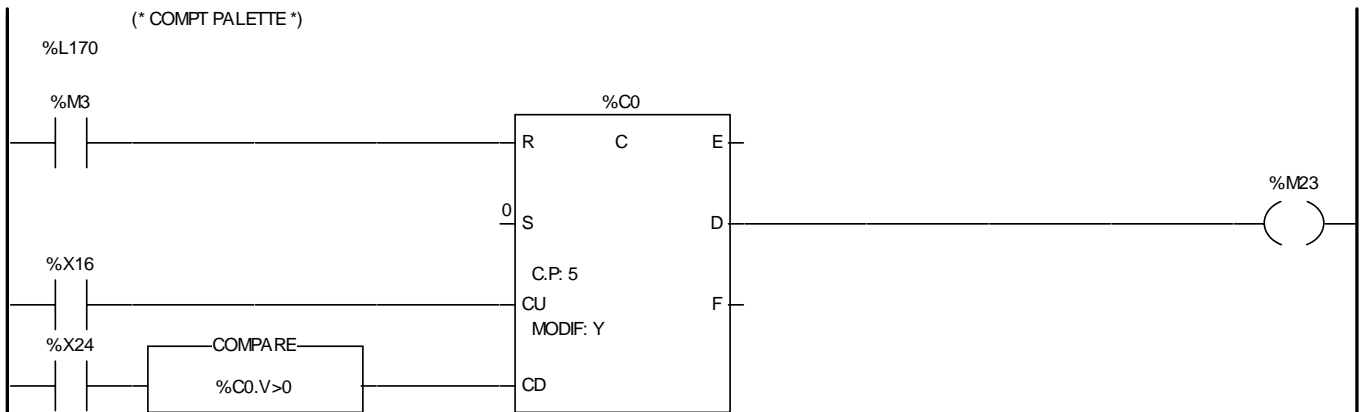 (* COMPT PALETTE *)
%L170
%M3
%C0
R C E
%M23
0
S D
%X16
C.P: 5
CU F
MODIF: Y
%X24
COMPARE
%C0.V>0
CD